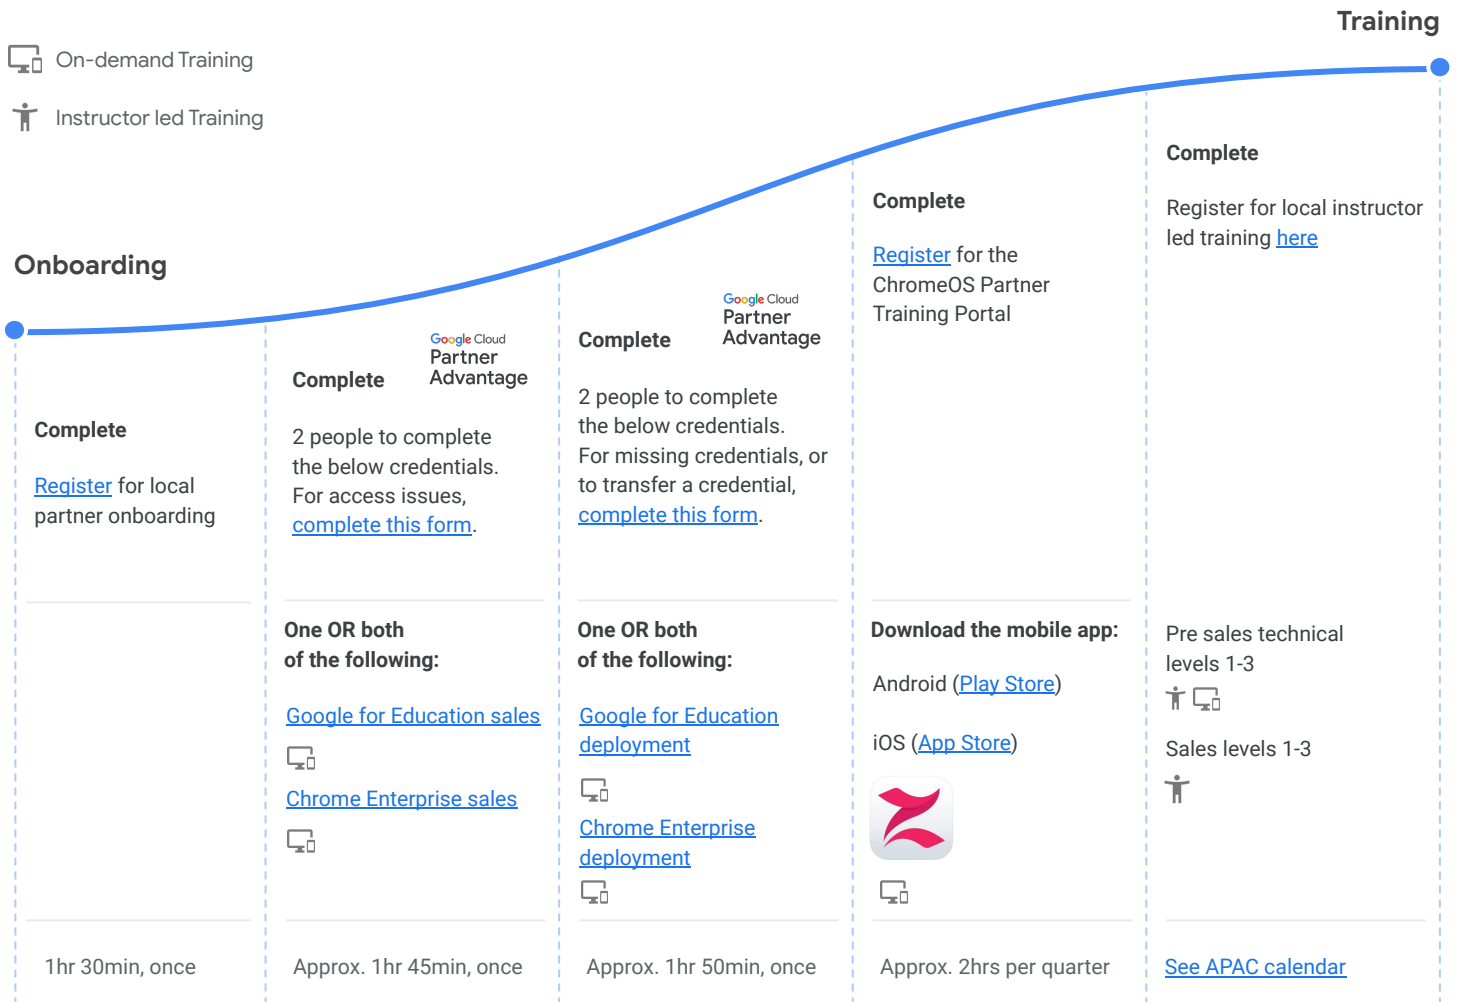 Training
On-demand Training
Instructor led Training
Onboarding
Complete
Register for local
partner onboarding
1hr 30min, once
Google Cloud
Partner
Advantage
Complete
2 people to complete
the below credentials.
For access issues,
complete this form.
One OR both
of the following:
Google for Education sales
Chrome Enterprise sales
Approx. 1hr 45min, once
Google Cloud
Partner
Advantage
Complete
2 people to complete
the below credentials.
For missing credentials, or
to transfer a credential,
complete this form.
One OR both
of the following:
Google for Education
deployment
Chrome Enterprise
deployment
Approx. 1hr 50min, once
Complete
Register for the
ChromeOS Partner
Training Portal
Download the mobile app:
Android (Play Store)
iOS (App Store)
Approx. 2hrs per quarter
Complete
Register for local instructor
led training here
Pre sales technical
levels 1-3
Sales levels 1-3
See APAC calendar